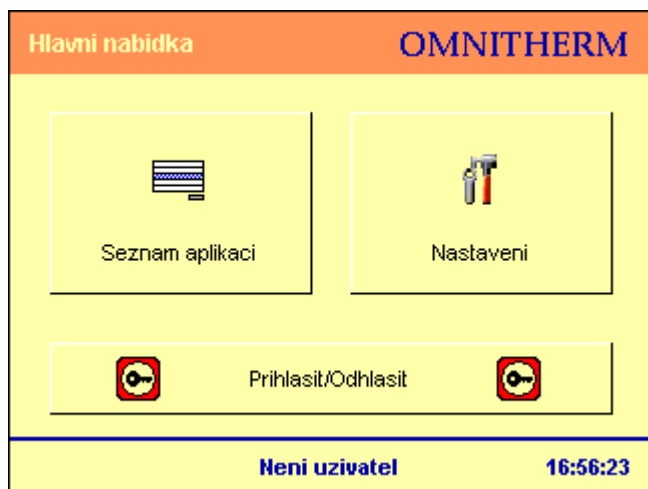 Hlavni nabidka OMNITHERM
Seznam aplikaci Nastaveni
Prihlasit/Odhlasit
Neni uzivatel 16:56:23